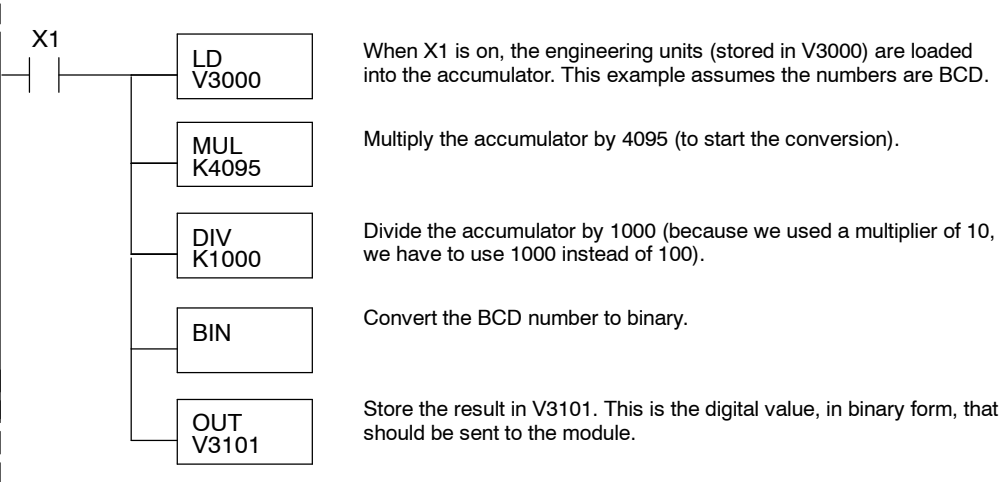 X1
LD
V3000
When X1 is on, the engineering units (stored in V3000) are loaded
into the accumulator. This example assumes the numbers are BCD.
MUL
K4095
Multiply the accumulator by 4095 (to start the conversion).
DIV
K1000
Divide the accumulator by 1000 (because we used a multiplier of 10,
we have to use 1000 instead of 100).
BIN
Convert the BCD number to binary.
OUT
V3101
Store the result in V3101. This is the digital value, in binary form, that
should be sent to the module.